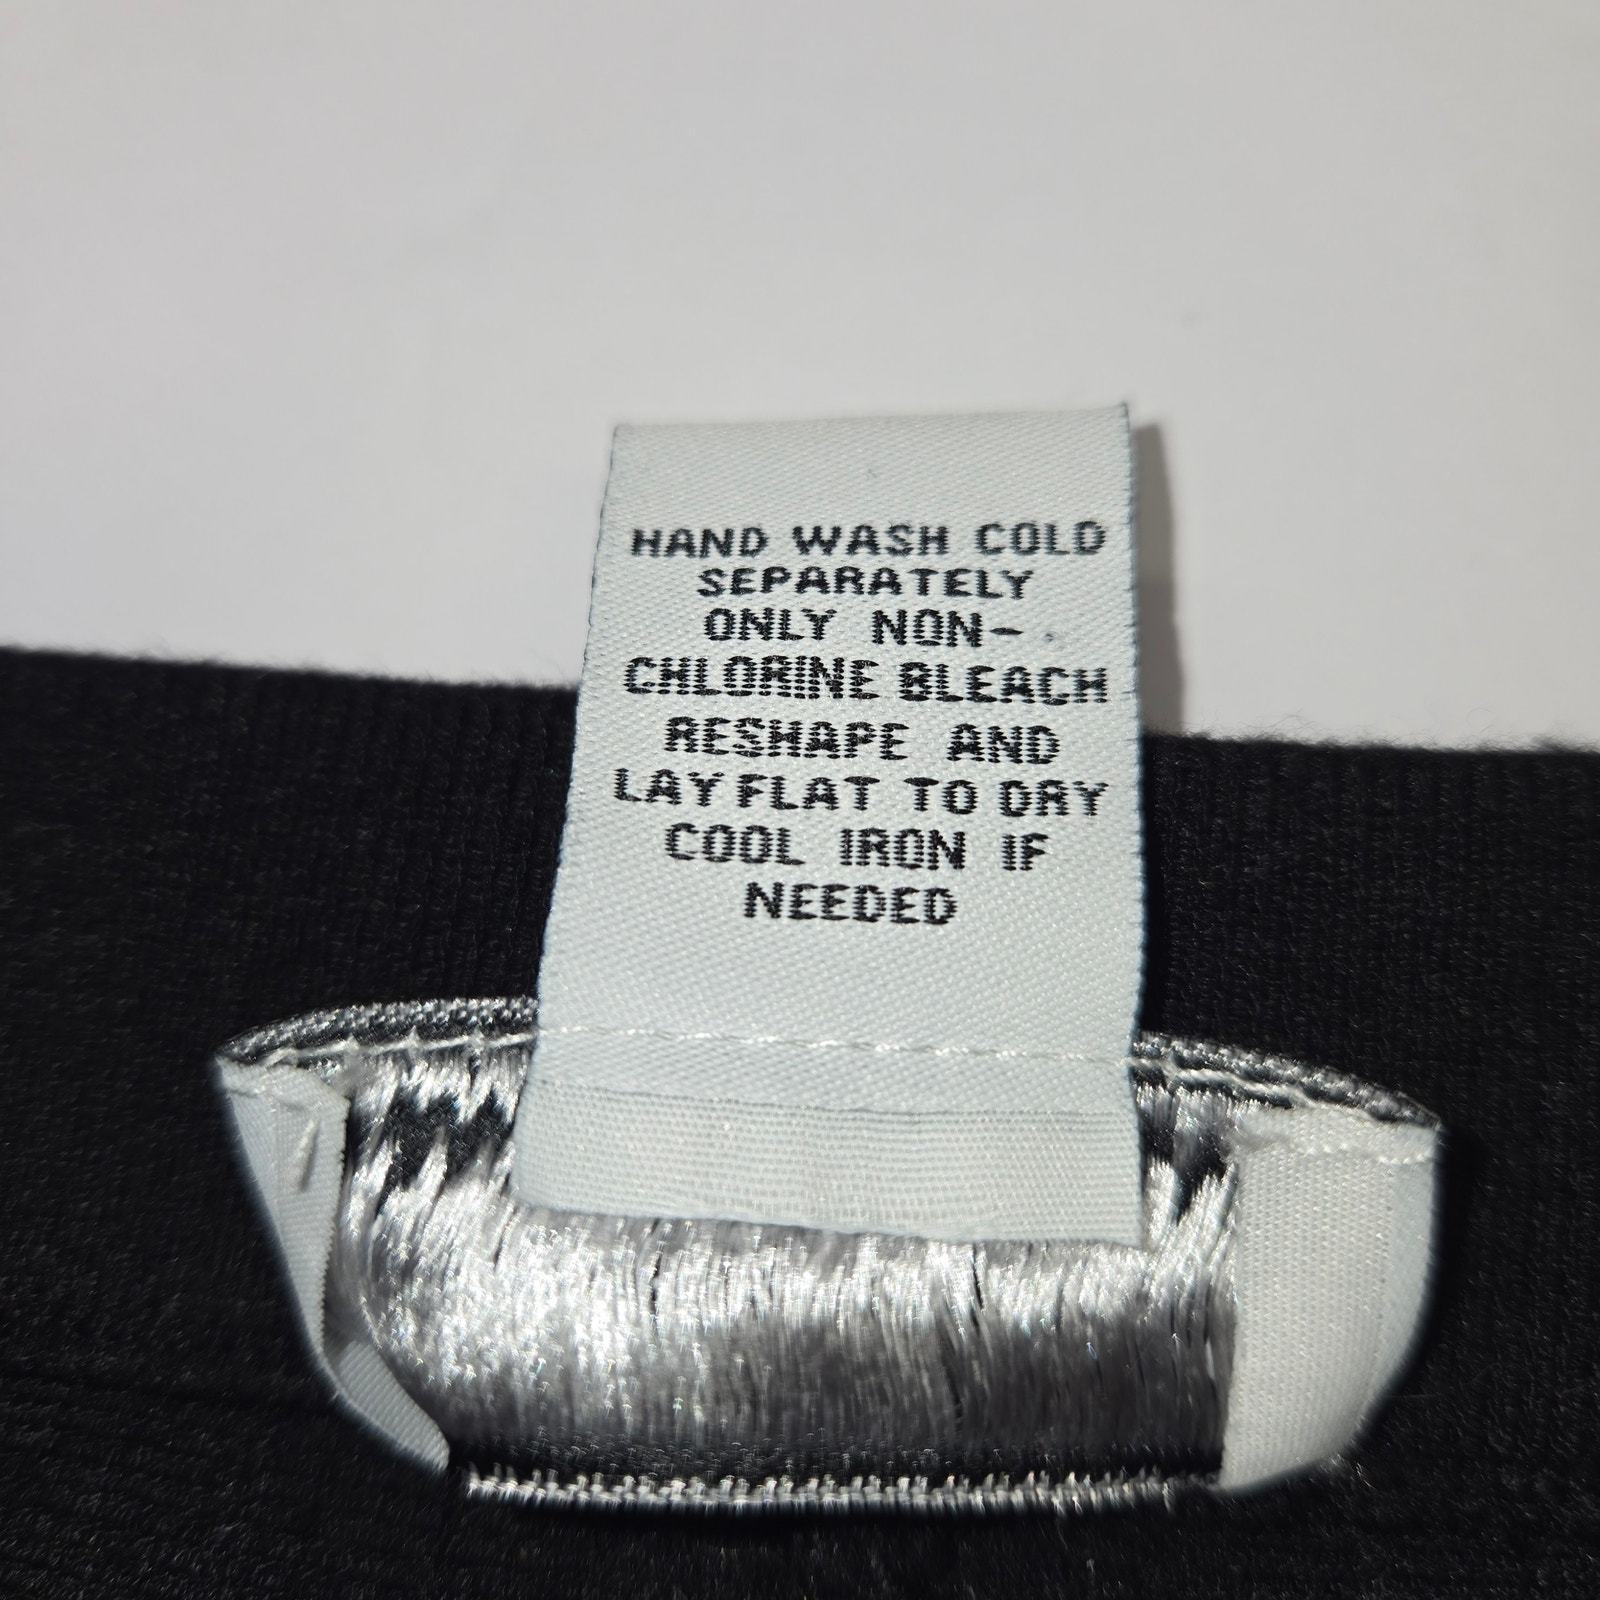 HAND WASH COLD
SEPARATELY
ONLY NON-
CHLORINE BLEACH
RESHAPE AND
LAY FLAT TO DRY
COOL IRON IF
NEEDED